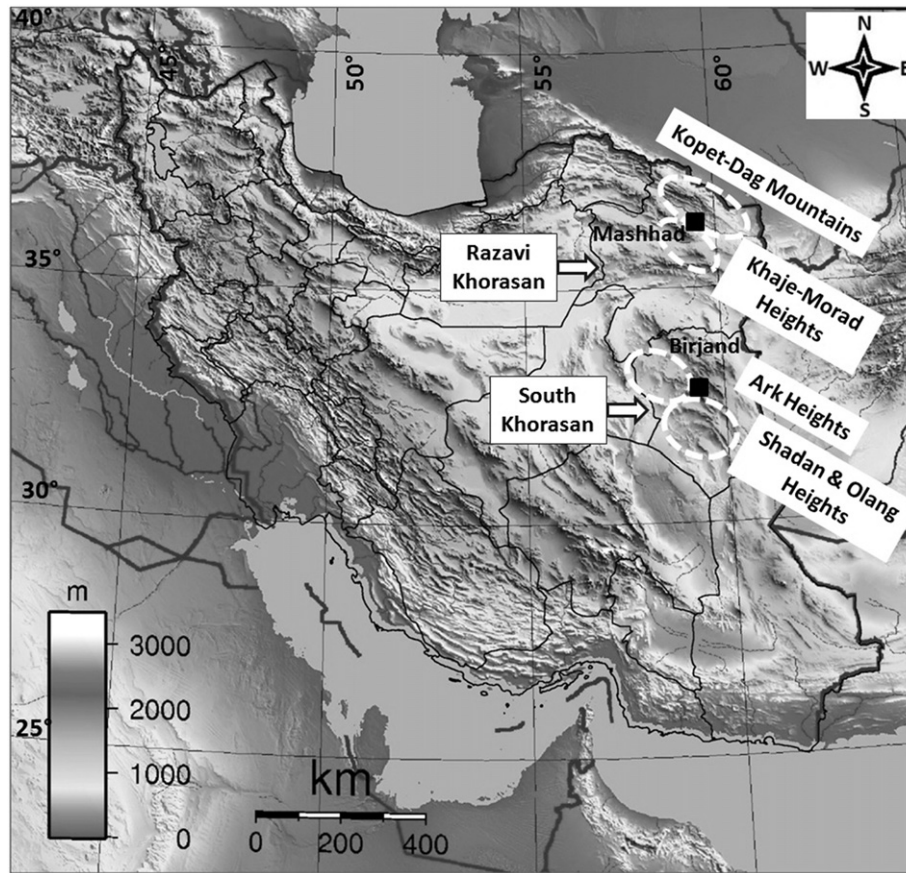 40°
45°
50°
55°
60°
N
W
E
S
Kopet-Dag Mountains
Mashhad
35°
Razavi
Khorasan
Khaje-Morad
Heights
Birjand
South
Khorasan
Ark Heights
Shadan & Olang
Heights
30°
m
3000
2000
1000
0
25°
km
0
200
400